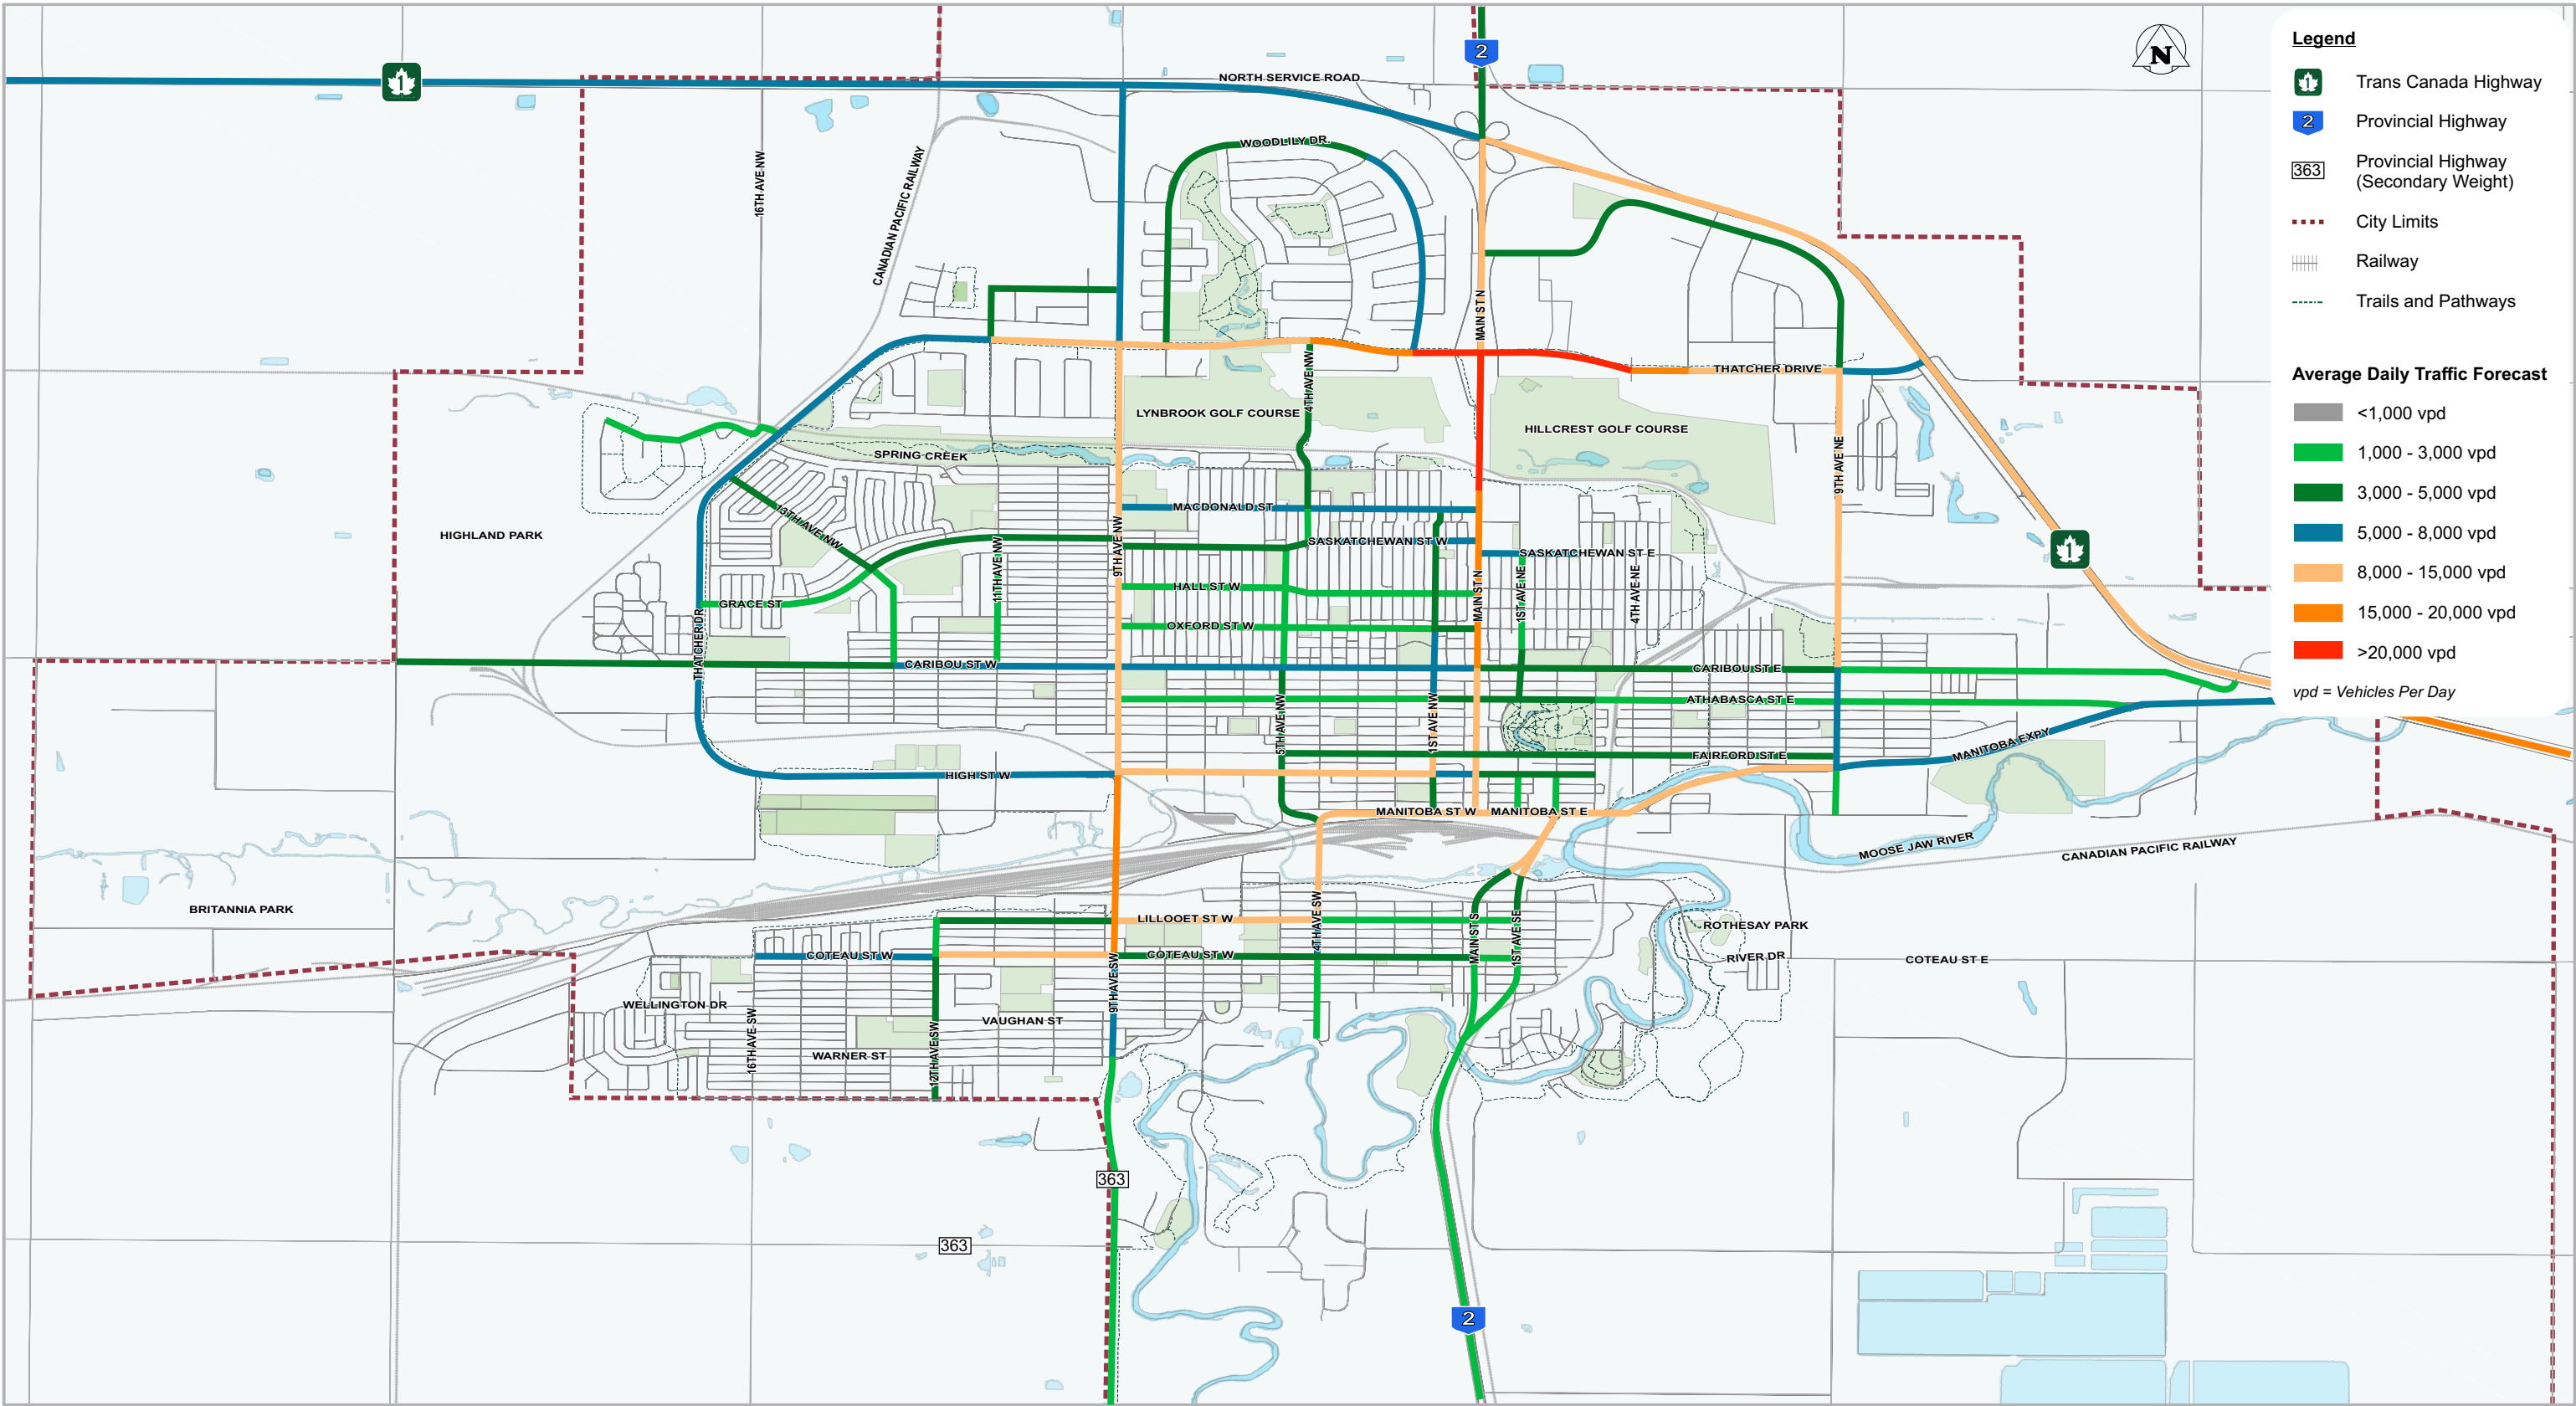 2
N
1
NORTH SERVICE ROAD
WOODLILY DR.
16TH AVE NW
CANADIAN PACIFIC RAILWAY
MAIN ST N
THATCHER DRIVE
4TH AVE NW
LYNBROOK GOLF COURSE
HILLCREST GOLF COURSE
SPRING CREEK
9TH AVE NE
MACDONALD ST
13TH AVE NW
HIGHLAND PARK
9TH AVE NW
SASKATCHEWAN ST W
SASKATCHEWAN ST E
1
11TH AVE NW
HALL ST W
MAIN ST N
1ST AVE NE
4TH AVE NE
GRACE ST
OXFORD ST W
THATCHER DR
CARIBOU ST W
CARIBOU ST E
ATHABASCA ST E
5TH AVE NW
1ST AVE NW
FAIRFORD ST E
MANITOBA EXPY
HIGH ST W
MANITOBA ST W
MANITOBA ST E
MOOSE JAW RIVER
CANADIAN PACIFIC RAILWAY
BRITANNIA PARK
LILLOOET ST W
4TH AVE SW
MAIN ST S
1ST AVE SE
ROTHESAY PARK
COTEAU ST W
COTEAU ST W
RIVER DR
COTEAU ST E
9TH AVE SW
WELLINGTON DR
VAUGHAN ST
16TH AVE SW
12TH AVE SW
WARNER ST
363
363
2
Legend
1 Trans Canada Highway
2 Provincial Highway
363 Provincial Highway
(Secondary Weight)
City Limits
Railway
Trails and Pathways
Average Daily Traffic Forecast
<1,000 vpd
1,000 - 3,000 vpd
3,000 - 5,000 vpd
5,000 - 8,000 vpd
8,000 - 15,000 vpd
15,000 - 20,000 vpd
>20,000 vpd
vpd = Vehicles Per Day